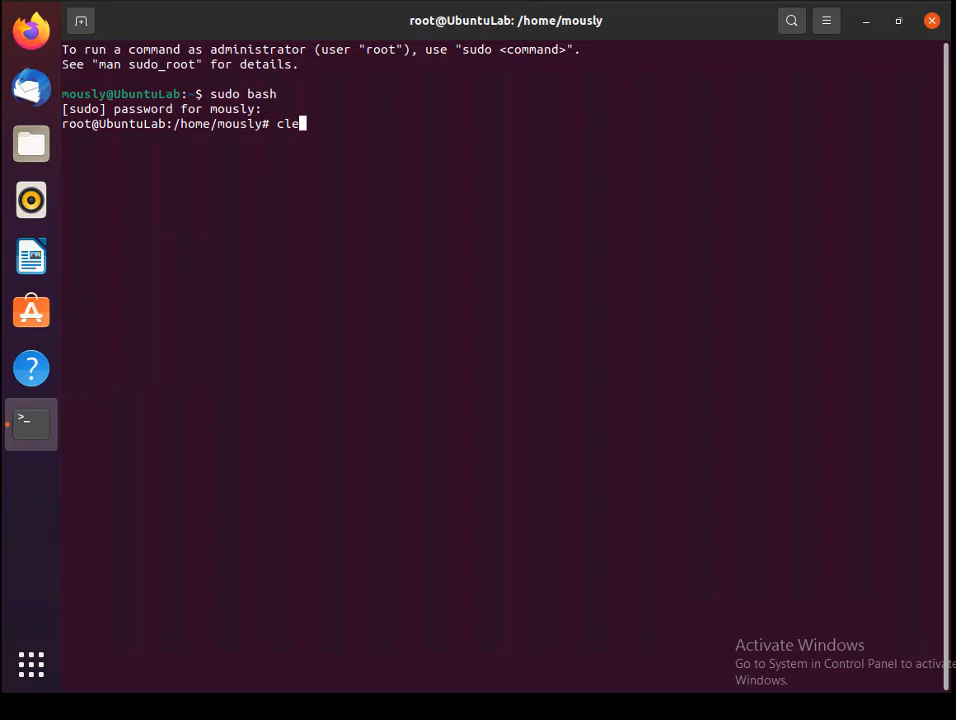 root@UbuntuLab: /home/mously
To run a command as administrator (user "root"), use "sudo <command>".
See "man sudo_root" for details.
mously@UbuntuLab:~$ sudo bash
[sudo] password for mously:
root@UbuntuLab:/home/mously# cle
Activate Windows
Go to System in Control Panel to activate
Windows.